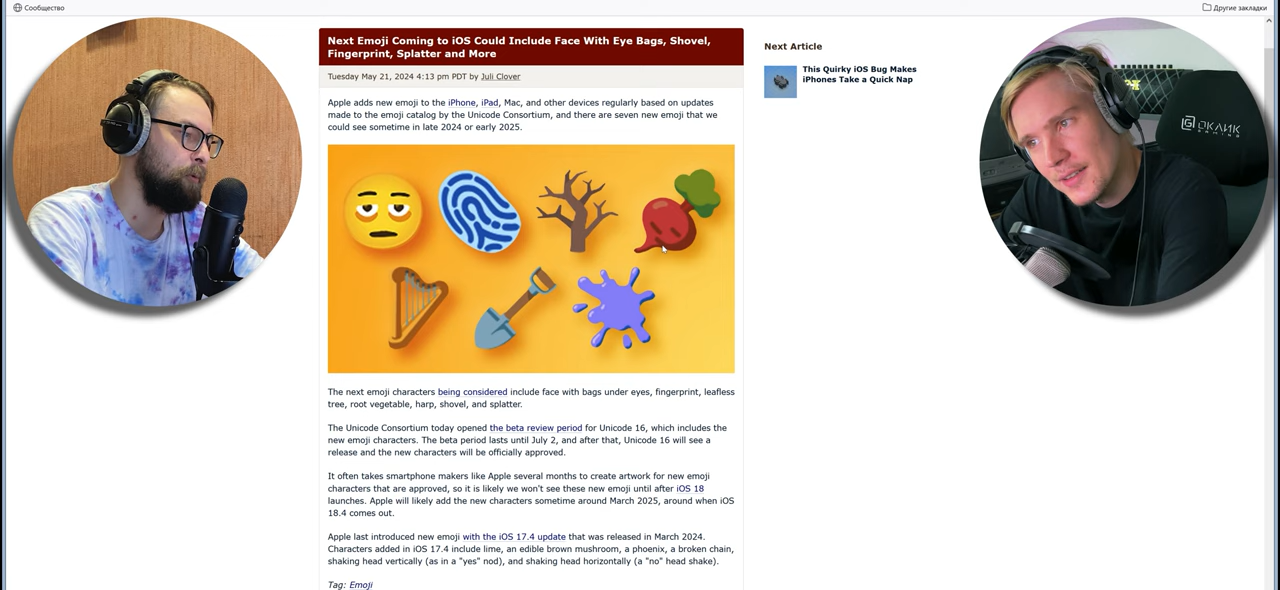 Сообщество
Другие закладки
Next Emoji Coming to iOS Could Include Face With Eye Bags, Shovel,
Fingerprint, Splatter and More
Tuesday May 21, 2024 4:13 pm PDT by Juli Clover
Apple adds new emoji to the iPhone, iPad, Mac, and other devices regularly based on updates
made to the emoji catalog by the Unicode Consortium, and there are seven new emoji that we
could see sometime in late 2024 or early 2025.
The next emoji characters being considered include face with bags under eyes, fingerprint, leafless
tree, root vegetable, harp, shovel, and splatter.
The Unicode Consortium today opened the beta review period for Unicode 16, which includes the
new emoji characters. The beta period lasts until July 2, and after that, Unicode 16 will see a
release and the new characters will be officially approved.
It often takes smartphone makers like Apple several months to create artwork for new emoji
characters that are approved, so it is likely we won't see these new emoji until after iOS 18
launches. Apple will likely add the new characters sometime around March 2025, around when iOS
18.4 comes out.
Apple last introduced new emoji with the iOS 17.4 update that was released in March 2024.
Characters added in iOS 17.4 include lime, an edible brown mushroom, a phoenix, a broken chain,
shaking head vertically (as in a "yes" nod), and shaking head horizontally (a "no" head shake).
Tag: Emoji
Next Article
This Quirky iOS Bug Makes
iPhones Take a Quick Nap
ОКЛИК